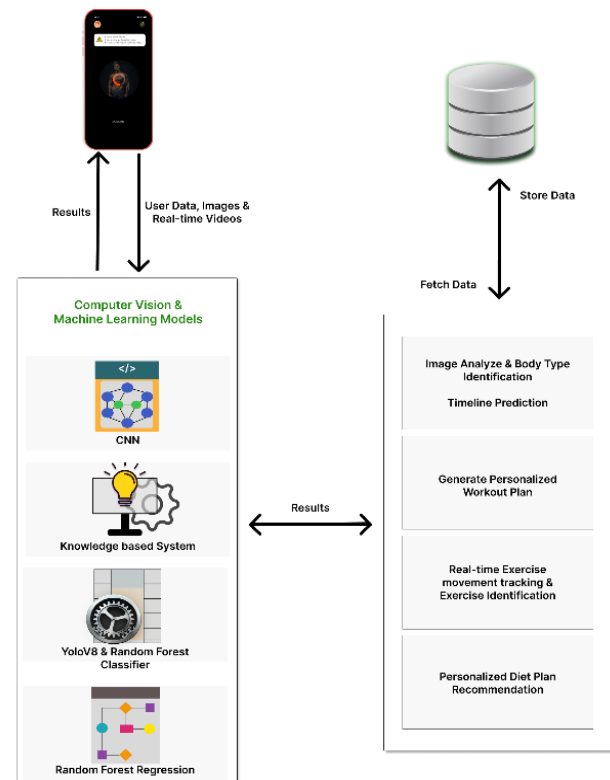 Results
User Data, Images &
Real-time Videos
Store Data
Fetch Data
Computer Vision &
Machine Learning Models
</>
CNN
Knowledge based System
YoloV8 & Random Forest
Classifier
Random Forest Regression
Results
Image Analyze & Body Type
Identification
Timeline Prediction
Generate Personalized
Workout Plan
Real-time Exercise
movement tracking &
Exercise Identification
Personalized Diet Plan
Recommendation